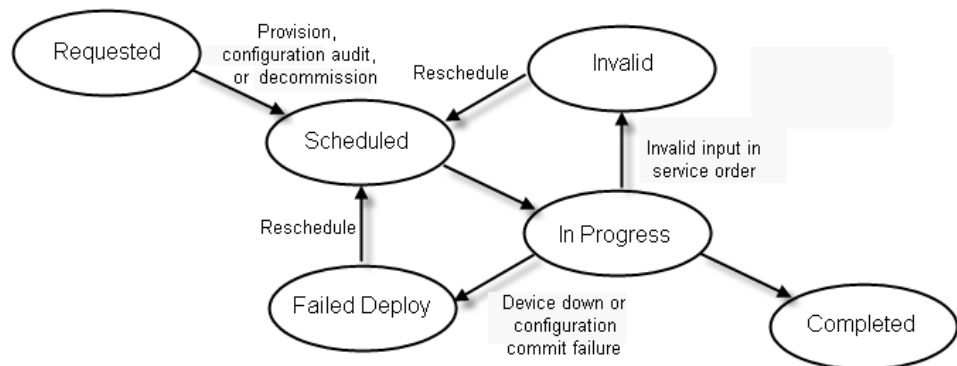 Requested
Provision,
configuration audit,
or decommission
Reschedule
Invalid
Scheduled
Invalid input in
service order
Reschedule
In Progress
Failed Deploy
Device down or
configuration
commit failure
Completed